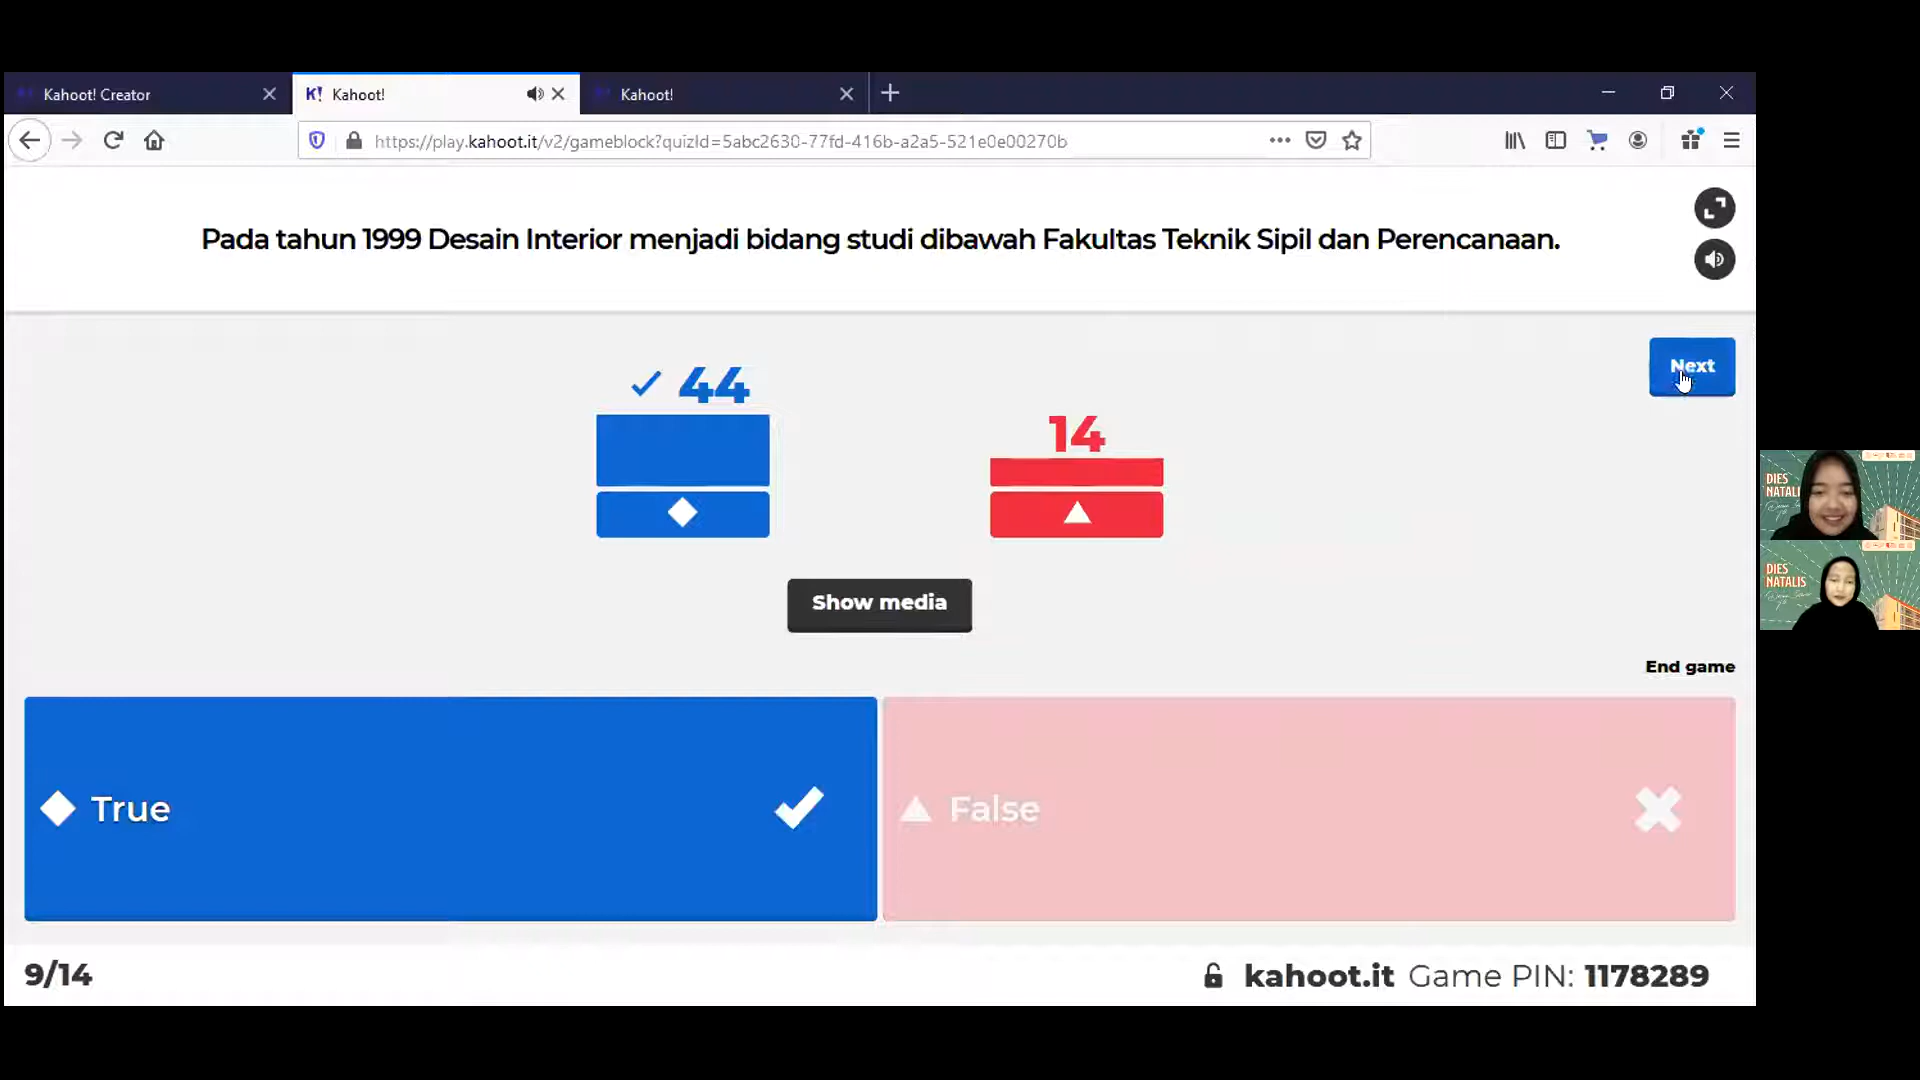 Kahoot! Creator
K! Kahoot!
Kahoot!
https://play.kahoot.it/v2/gameblock?quizId=5abc2630-77fd-416b-a2a5-521e0e00270b
Pada tahun 1999 Desain Interior menjadi bidang studi dibawah Fakultas Teknik Sipil dan Perencanaan.
Next
44
14
Show media
End game
True
False
9/14
kahoot.it Game PIN: 1178289
DIES
DIES
NATALIS